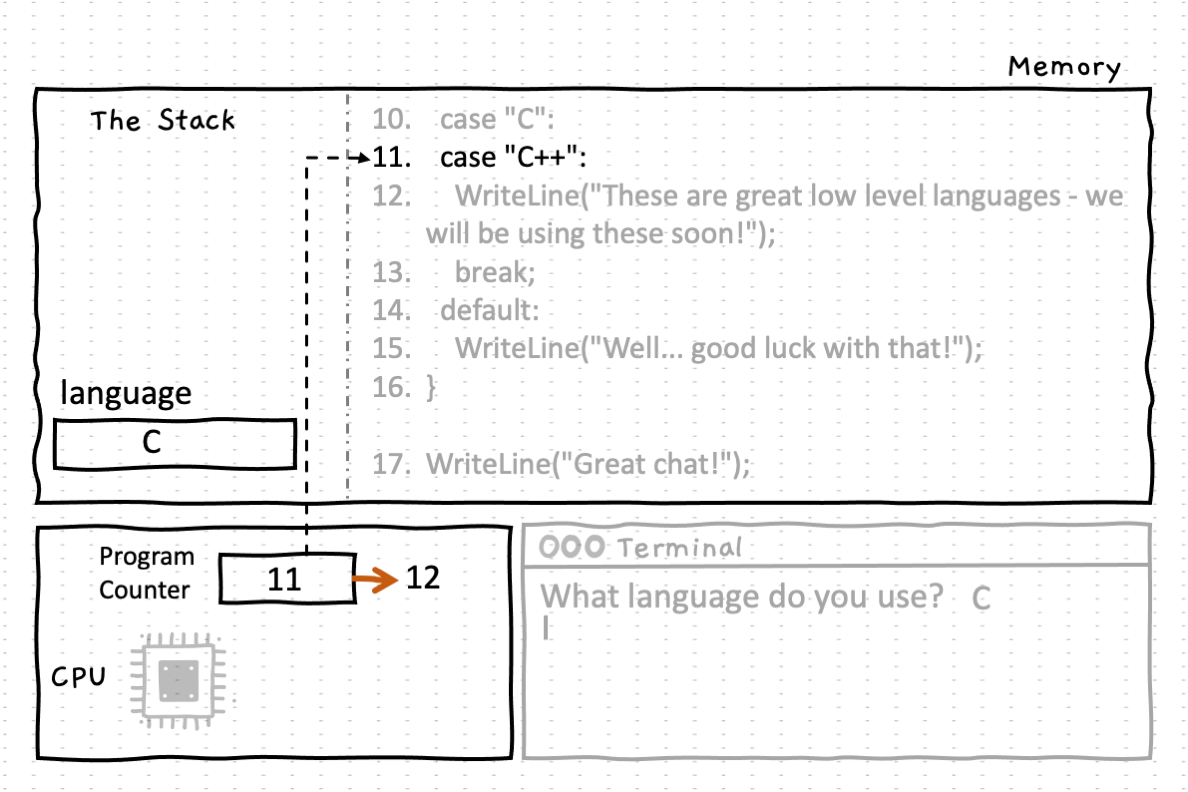 Memory
The Stack
10. case "C":
11. case "C++":
12. WriteLine("These are great low level languages - we
will be using these soon!");
13. break;
14. default:
15. WriteLine("Well... good luck with that!");
16. }
17. WriteLine("Great chat!");
language
C
Program
Counter
11
12
CPU
Terminal
What language do you use? C